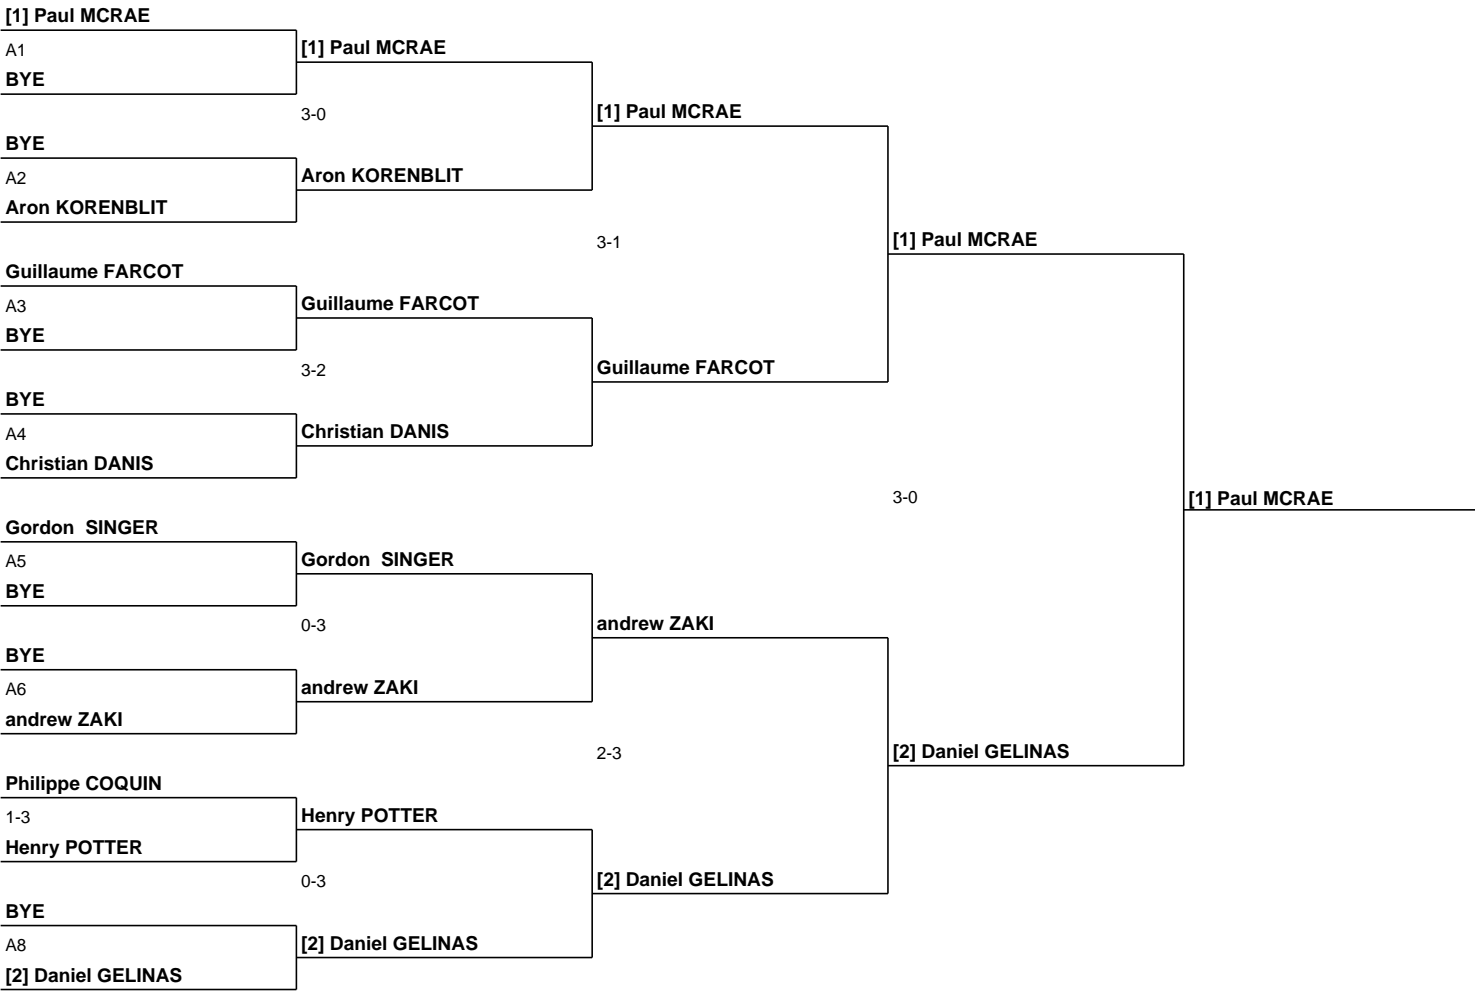 [1] Paul MCRAE
A1
BYE
BYE
A2
Aron KORENBLIT
Guillaume FARCOT
A3
BYE
BYE
A4
Christian DANIS
Gordon  SINGER
A5
BYE
BYE
A6
andrew ZAKI
Philippe COQUIN
1-3
Henry POTTER
BYE
A8
[2] Daniel GELINAS
[1] Paul MCRAE
3-0
Aron KORENBLIT
Guillaume FARCOT
3-2
Christian DANIS
Gordon  SINGER
0-3
andrew ZAKI
Henry POTTER
0-3
[2] Daniel GELINAS
[1] Paul MCRAE
3-1
Guillaume FARCOT
andrew ZAKI
2-3
[2] Daniel GELINAS
[1] Paul MCRAE
3-0
[2] Daniel GELINAS
[1] Paul MCRAE